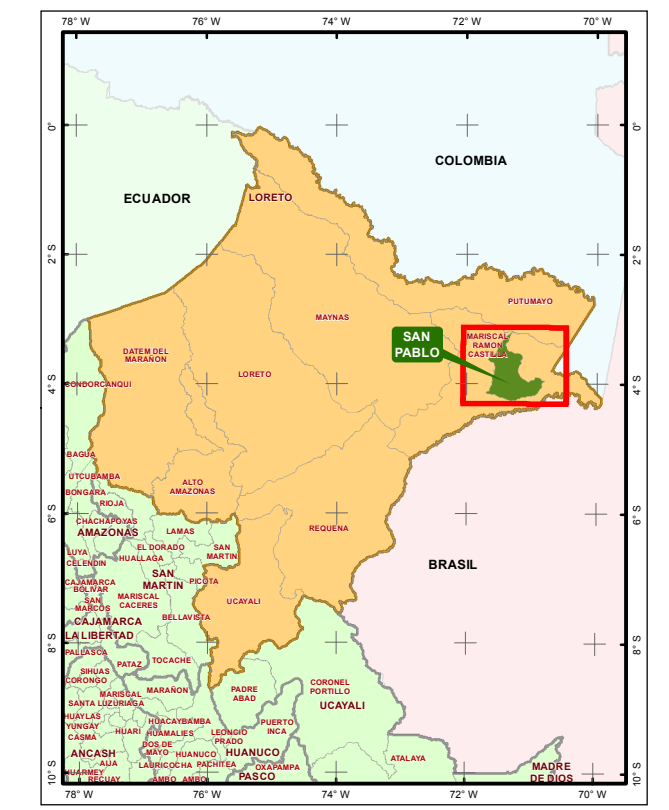 78° W 76° W 74° W 72° W 70° W
0°
0°
COLOMBIA
ECUADOR
LORETO
2° S
2° S
PUTUMAYO
MAYNAS
SAN
PABLO
MARISCAL
RAMON
CASTILLA
DATEM DEL
MARAÑON
LORETO
CONDORCANQUI
4° S
4° S
BAGUA
UTCUBAMBA
BONGARA
RIOJA
ALTO
AMAZONAS
6° S
6° S
CHACHAPOYAS
AMAZONAS
LAMAS
REQUENA
LUYA
CELENDIN
EL DORADO
HUALLAGA
SAN
MARTIN
BRASIL
SAN
MARTIN
PICOTA
CAJAMARCA
BOLIVAR
SAN
MARCOS
MARISCAL
CACERES
UCAYALI
CAJAMARCA
LA LIBERTAD
BELLAVISTA
8° S
8° S
PALLASCA
PATAZ
TOCACHE
SIHUAS
CORONGO
MARISCAL
LUZURIAGA
MARAÑON
PADRE
ABAD
CORONEL
PORTILLO
UCAYALI
SANTA
HUAYLAS
YUNGAY
CASMA
HUARI
HUACAYBAMBA
HUAMALIES
LEONCIO
PRADO
PUERTO
INCA
DOS DE
MAYO
HUANUCO
HUANUCO
ANCASH
AIJA
LAURICOCHA
PACHITEA
OXAPAMPA
ATALAYA
HUARMEY
RECUAY
AMBO
AMBO
PASCO
MADRE
DE DIOS
10° S
10° S
78° W 76° W 74° W 72° W 70° W